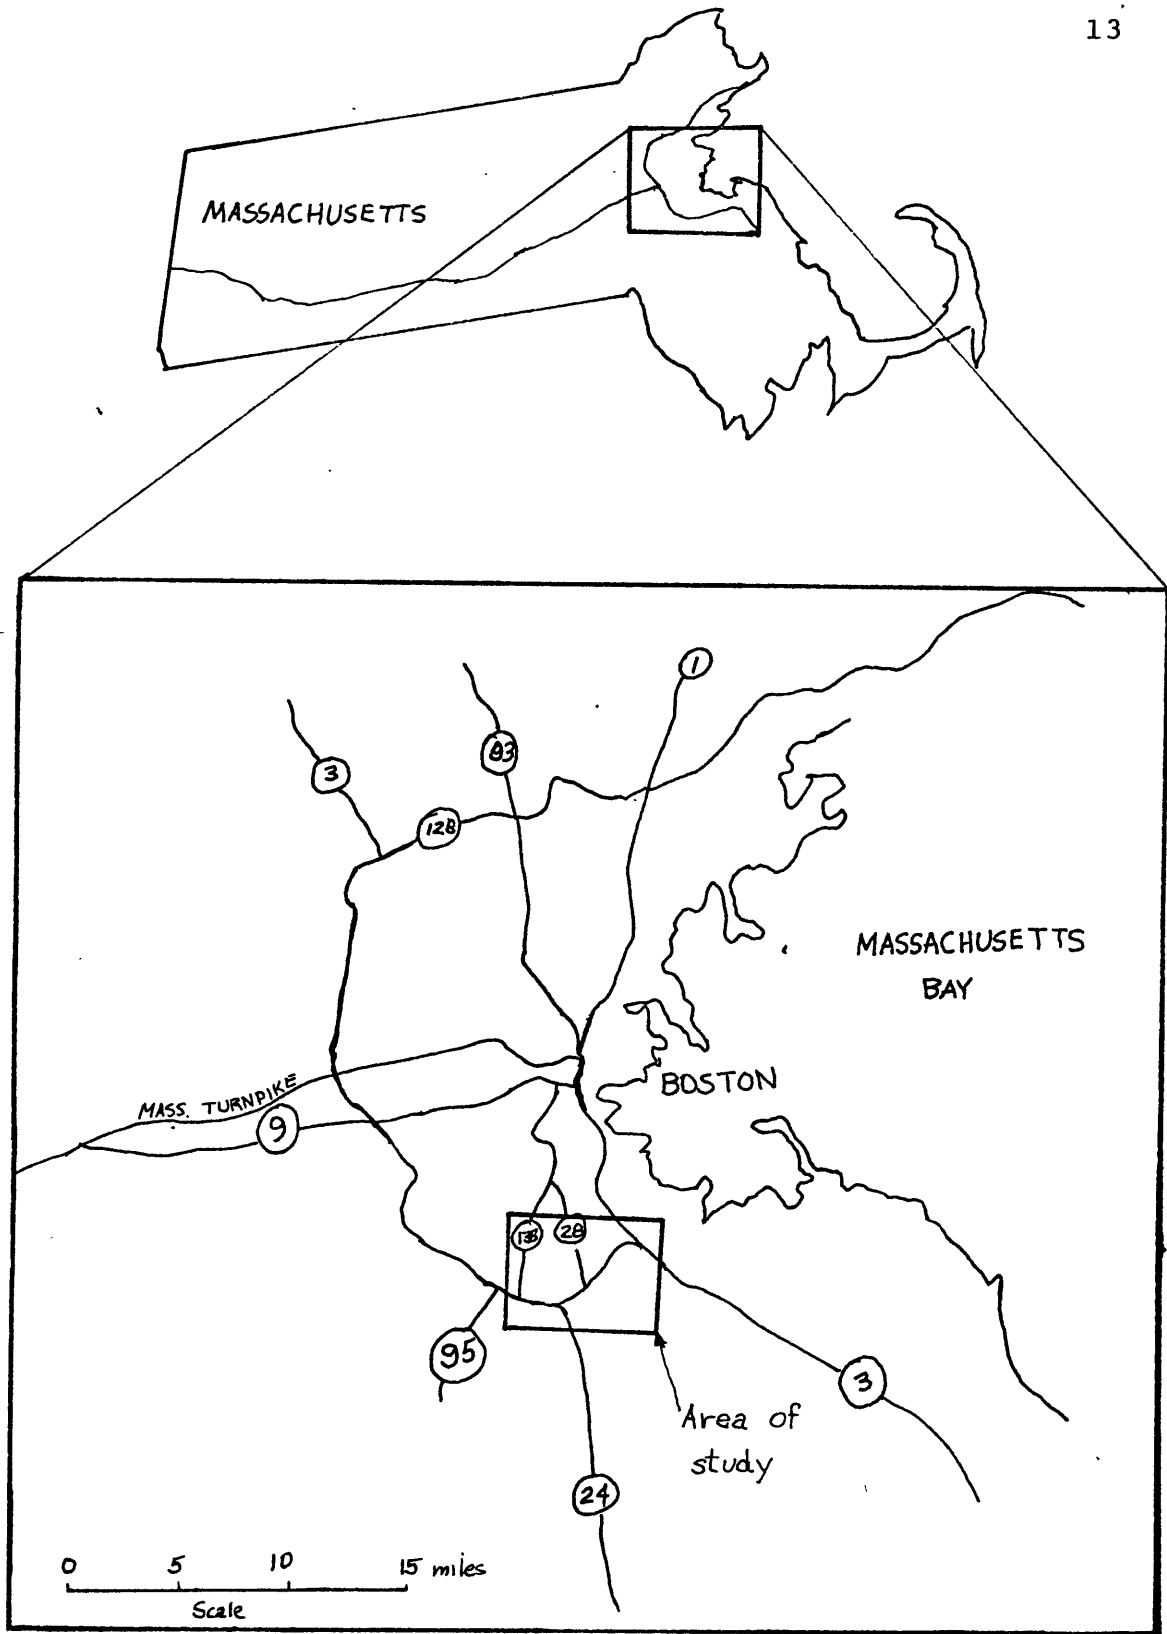 13
MASSACHUSETTS
1
93
3
128
MASSACHUSETTS
BAY
BOSTON
MASS. TURNPIKE
9
138
28
95
3
Area of
study
24
0 5 10 15 miles
Scale